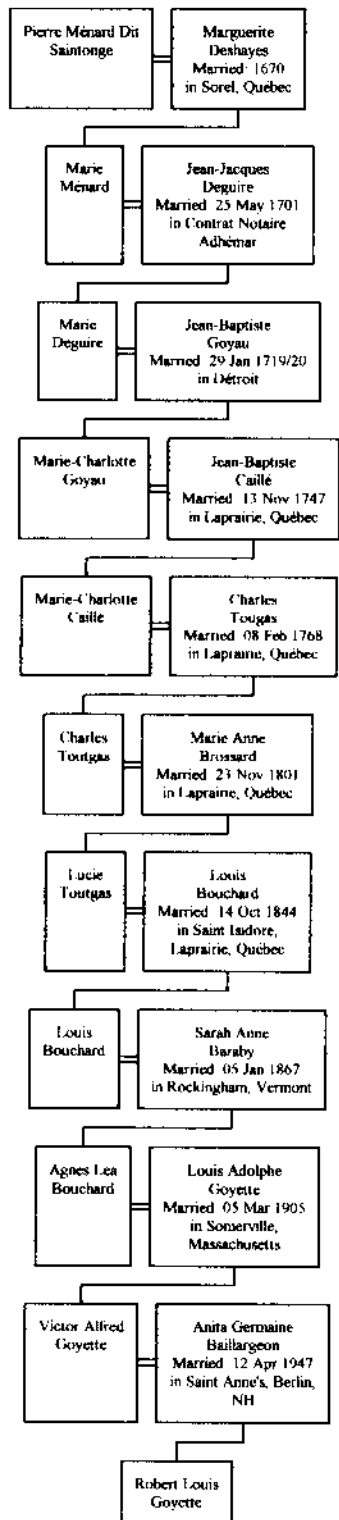 Pierre Ménard Dit
Saintonge
Marguerite
Deshayes
Married 1670
in Sorel, Québec
Marie
Ménard
Jean-Jacques
Deguire
Married 25 May 1701
in Contrat Notaire
Adhémar
Marie
Deguire
Jean-Baptiste
Goyau
Married 29 Jan 1719/20
in Détroit
Marie-Charlotte
Goyau
Jean-Baptiste
Caillé
Married 13 Nov 1747
in Laprairie, Québec
Marie-Charlotte
Caillé
Charles
Tougas
Married 08 Feb 1768
in Laprairie, Québec
Charles
Toutgas
Marie Anne
Brossard
Married 23 Nov 1801
in Laprairie, Québec
Lucie
Toutgas
Louis
Bouchard
Married 14 Oct 1844
in Saint Isidore,
Laprairie, Québec
Louis
Bouchard
Sarah Anne
Baraby
Married 05 Jan 1867
in Rockingham, Vermont
Agnes Lea
Bouchard
Louis Adolphe
Goyette
Married 05 Mar 1905
in Somerville,
Massachusetts
Victor Alfred
Goyette
Anita Germaine
Baillargeon
Married 12 Apr 1947
in Saint Anne's, Berlin,
NH
Robert Louis
Goyette